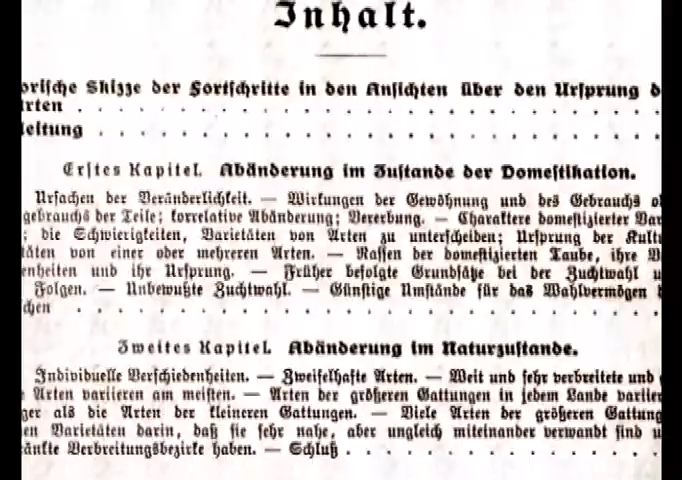 Inhalt.
orische Skizze der Fortschritte in den Ansichten über den Ursprung d
rten . . . . . . . . . . . . . . . . . . . . . . . .
leitung . . . . . . . . . . . . . . . . . . . . . . .
Erstes Kapitel. Abänderung im Zustande der Domestikation.
Ursachen der Veränderlichkeit. — Wirkungen der Gewöhnung und des Gebrauchs o
gebrauchs der Teile; korrelative Abänderung; Vererbung. — Charaktere domestizierter Var
; die Schwierigkeiten, Varietäten von Arten zu unterscheiden; Ursprung der Kult
täten von einer oder mehreren Arten. — Rassen der domestizierten Taube, ihre V
enheiten und ihr Ursprung. — Früher befolgte Grundsätze bei der Zuchtwahl u
Folgen. — Unbewußte Zuchtwahl. — Günstige Umstände für das Wahlvermögen
chen . . . . . . . . . . . . . . . . . . . . . . . .
Zweites Kapitel. Abänderung im Naturzustande.
Individuelle Verschiedenheiten. — Zweifelhafte Arten. — Weit und sehr verbreitete und
Arten variieren am meisten. — Arten der größeren Gattungen in jedem Lande variier
ger als die Arten der kleineren Gattungen. — Viele Arten der größeren Gattung
en Varietäten darin, daß sie sehr nahe, aber ungleich miteinander verwandt sind u
änkte Verbreitungsbezirke haben. — Schluß . . . . . . . . . . . .